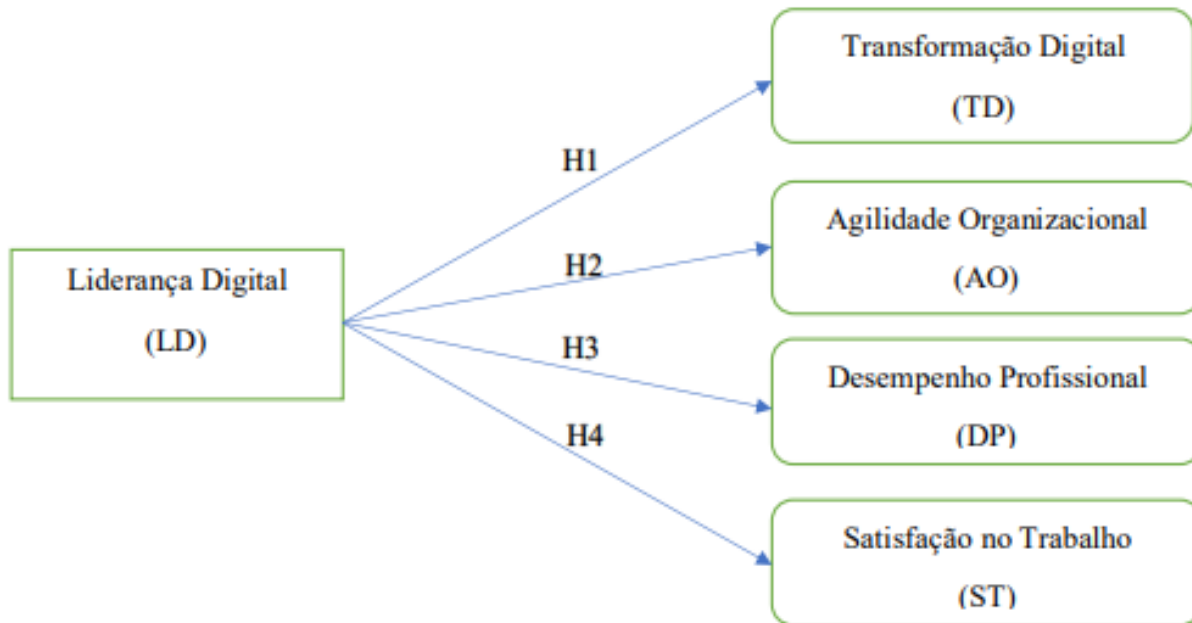 Transformação Digital
(TD)
H1
Agilidade Organizacional
(AO)
H2
Liderança Digital
(LD)
H3
Desempenho Profissional
(DP)
H4
Satisfação no Trabalho
(ST)